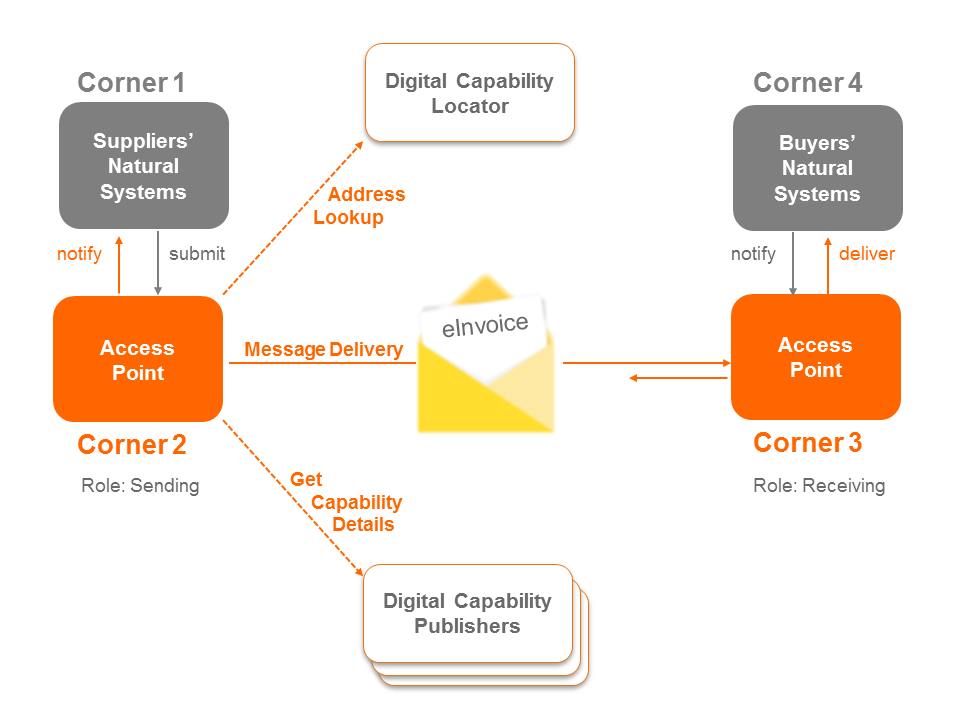 Corner 1
Suppliers’
Natural
Systems
notify
submit
Access
Point
Corner 2
Role: Sending
Digital Capability
Locator
Address
Lookup
Message Delivery
eInvoice
Get
Capability
Details
Digital Capability
Publishers
Corner 4
Buyers’
Natural
Systems
notify
deliver
Access
Point
Corner 3
Role: Receiving